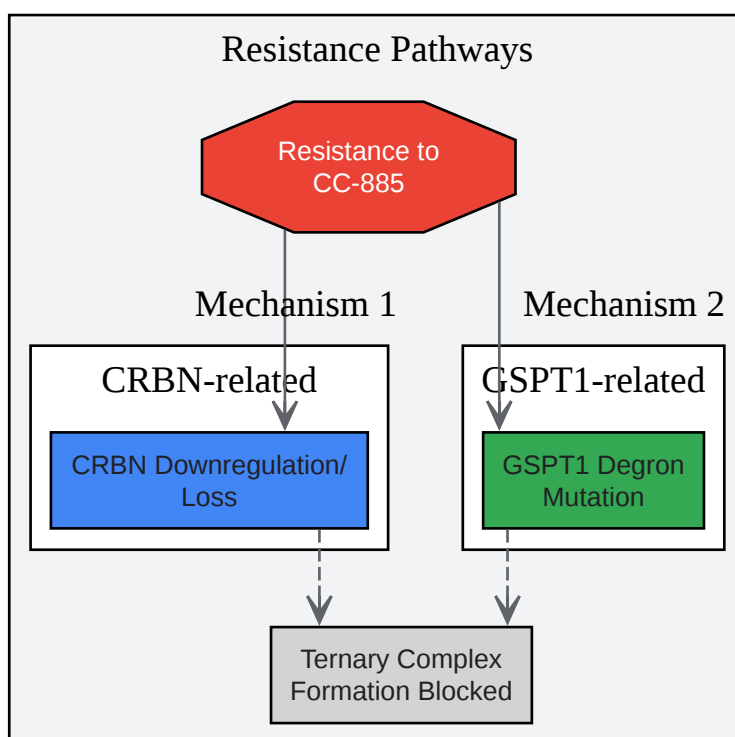 Resistance Pathways
Resistance to
CC-885
Mechanism 1
Mechanism 2
CRBN-related
GSPT1-related
CRBN Downregulation/
Loss
GSPT1 Degron
Mutation
Ternary Complex
Formation Blocked